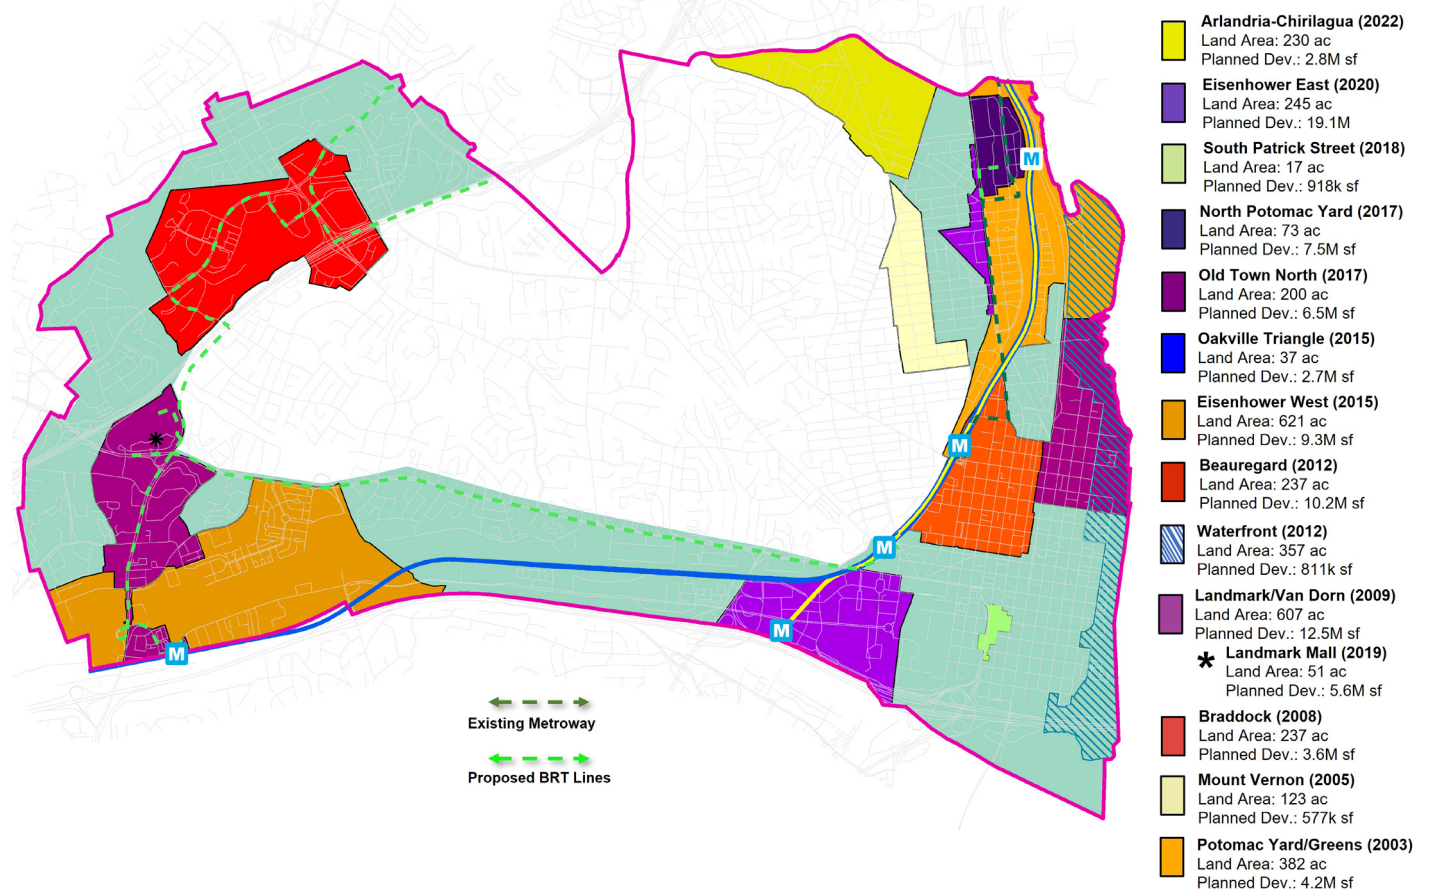 Arlandria-Chirilagua (2022)
Land Area: 230 ac
Planned Dev.: 2.8M sf
Eisenhower East (2020)
Land Area: 245 ac
Planned Dev.: 19.1M
South Patrick Street (2018)
Land Area: 17 ac
Planned Dev.: 918k sf
North Potomac Yard (2017)
Land Area: 73 ac
Planned Dev.: 7.5M sf
Old Town North (2017)
Land Area: 200 ac
Planned Dev.: 6.5M sf
Oakville Triangle (2015)
Land Area: 37 ac
Planned Dev.: 2.7M sf
Eisenhower West (2015)
Land Area: 621 ac
Planned Dev.: 9.3M sf
Beauregard (2012)
Land Area: 237 ac
Planned Dev.: 10.2M sf
Waterfront (2012)
Land Area: 357 ac
Planned Dev.: 811k sf
Landmark/Van Dorn (2009)
Land Area: 607 ac
Planned Dev.: 12.5M sf
* Landmark Mall (2019)
Land Area: 51 ac
Planned Dev.: 5.6M sf
Braddock (2008)
Land Area: 237 ac
Planned Dev.: 3.6M sf
Mount Vernon (2005)
Land Area: 123 ac
Planned Dev.: 577k sf
Potomac Yard/Greens (2003)
Land Area: 382 ac
Planned Dev.: 4.2M sf
M
*
M
M
M
M
Existing Metroway
Proposed BRT Lines